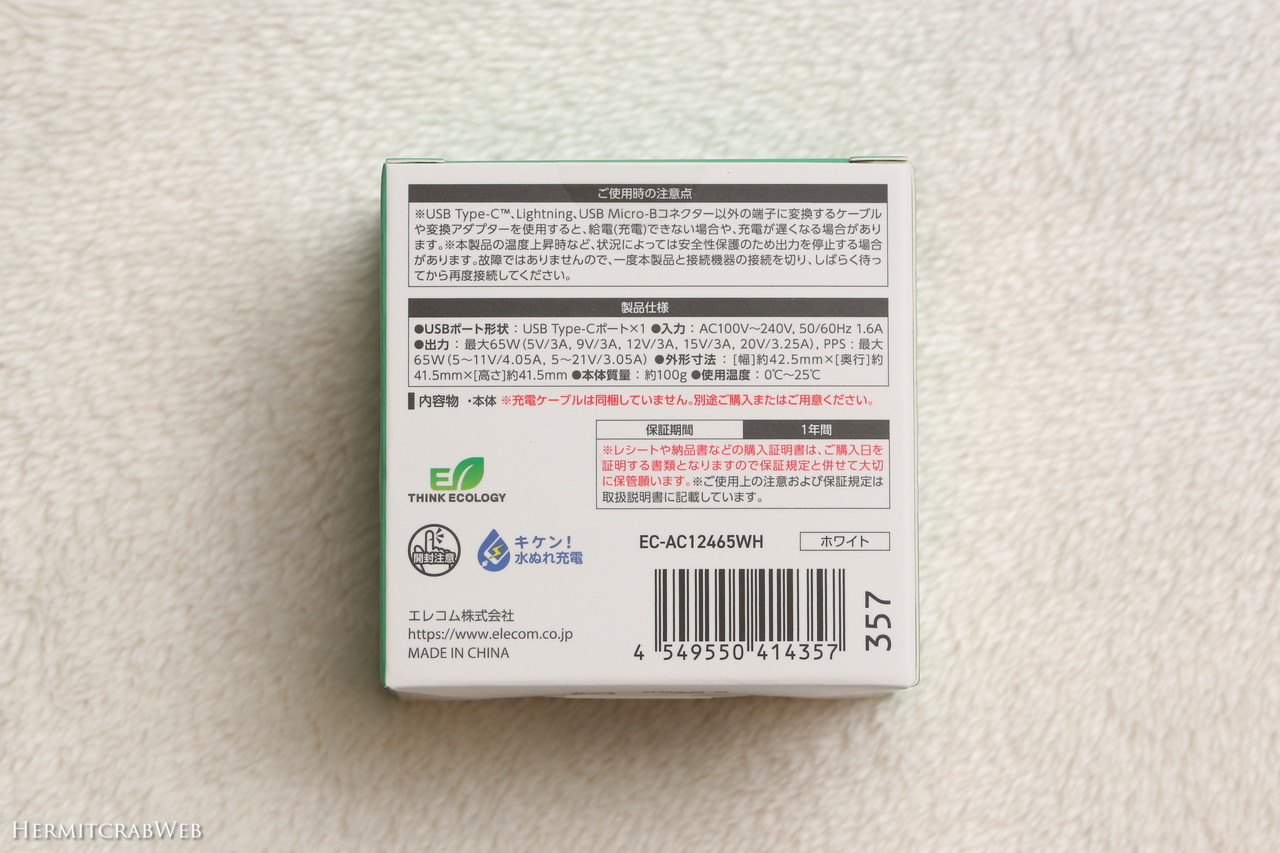 ご使用時の注意点
※USB Type-C™、Lightning、USB Micro-Bコネクター以外の端子に変換するケーブル
や変換アダプターを使用すると、給電(充電)できない場合や、充電が遅くなる場合があり
ます。※本製品の温度上昇時など、状況によっては安全性保護のため出力を停止する場合
があります。故障ではありませんので、一度本製品と接続機器の接続を切り、しばらく待っ
てから再度接続してください。
製品仕様
●USBポート形状：USB Type-Cポート×1 ●入力：AC100V～240V, 50/60Hz 1.6A
●出力：最大65W(5V/3A, 9V/3A, 12V/3A, 15V/3A, 20V/3.25A), PPS：最大
65W(5～11V/4.05A, 5～21V/3.05A) ●外形寸法：[幅]約42.5mm×[奥行]約
41.5mm×[高さ]約41.5mm ●本体質量：約100g ●使用温度：0℃～25℃
内容物 ・本体 ※充電ケーブルは同梱していません。別途ご購入またはご用意ください。
保証期間 1年間
※レシートや納品書などの購入証明書は、ご購入日を
証明する書類となりますので保証規定と併せて大切
に保管願います。※ご使用上の注意および保証規定は
取扱説明書に記載しています。
E
THINK ECOLOGY
開封注意
キケン！
水ぬれ充電
EC-AC12465WH ホワイト
エレコム株式会社
https://www.elecom.co.jp
MADE IN CHINA
4 549550 414357
357
HERMITCRABWEB